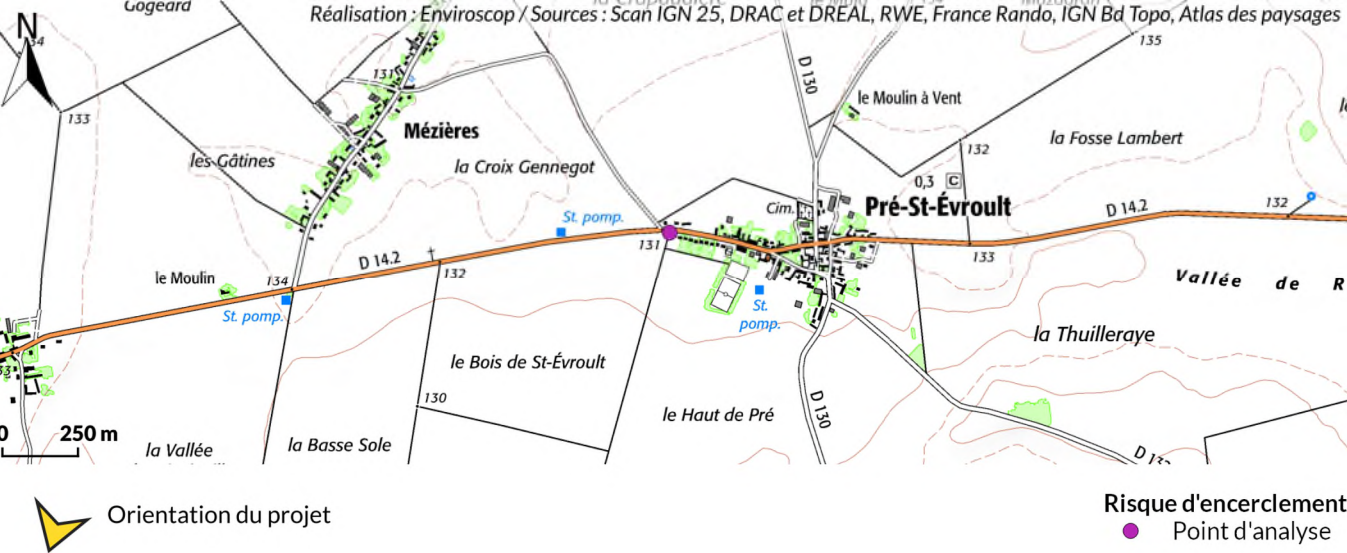 Gogeard
Réalisation : Enviroscop / Sources : Scan IGN 25, DRAC et DREAL, RWE, France Rando, IGN Bd Topo, Atlas des paysages
N
134
135
D 130
131
le Moulin à Vent
133
Mézières
la Fosse Lambert
les Gâtines
132
la Croix Gennegot
0,3 C
Cim.
Pré-St-Évroult
St. pomp.
D 14.2
132
131
D 14.2
133
le Moulin
134
132
Vallée de R
St. pomp.
St.
pomp.
la Thuilleraye
le Bois de St-Évroult
33
130
le Haut de Pré
D 130
0 250 m
la Vallée
la Basse Sole
D 132
Orientation du projet
Risque d'encerclement
Point d'analyse